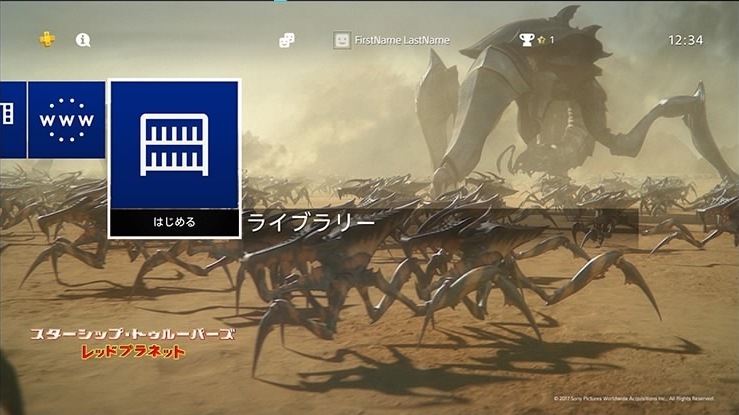 FirstName LastName
1
12:34
www
はじめる
ライブラリー
スターシップ・トゥルーパーズ
レッドプラネット
© 2017 Sony Pictures Worldwide Acquisitions Inc., All Rights Reserved.